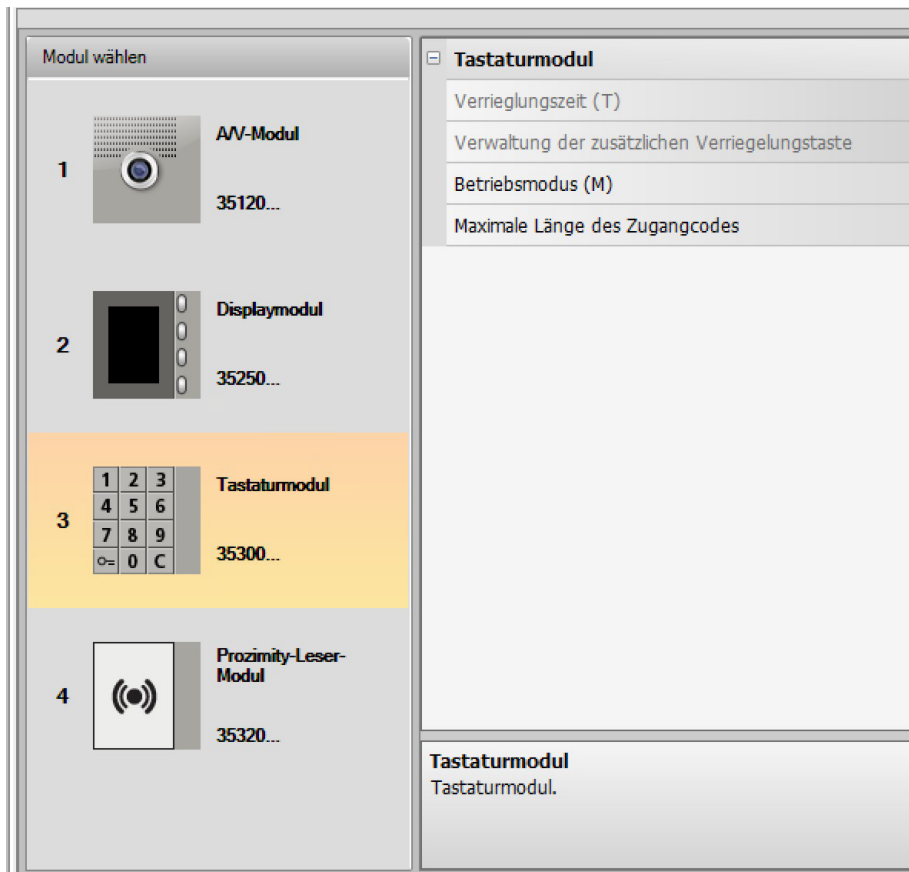 Modul wählen
1
A/V-Modul
35120...
2
Displaymodul
35250...
3
1 2 3
4 5 6
7 8 9
0 C
Tastaturmodul
35300...
4
Prozimity-Leser-
Modul
35320...
Tastaturmodul
Verrieglungszeit (T)
Verwaltung der zusätzlichen Verriegelungstaste
Betriebsmodus (M)
Maximale Länge des Zugangcodes
Tastaturmodul
Tastaturmodul.